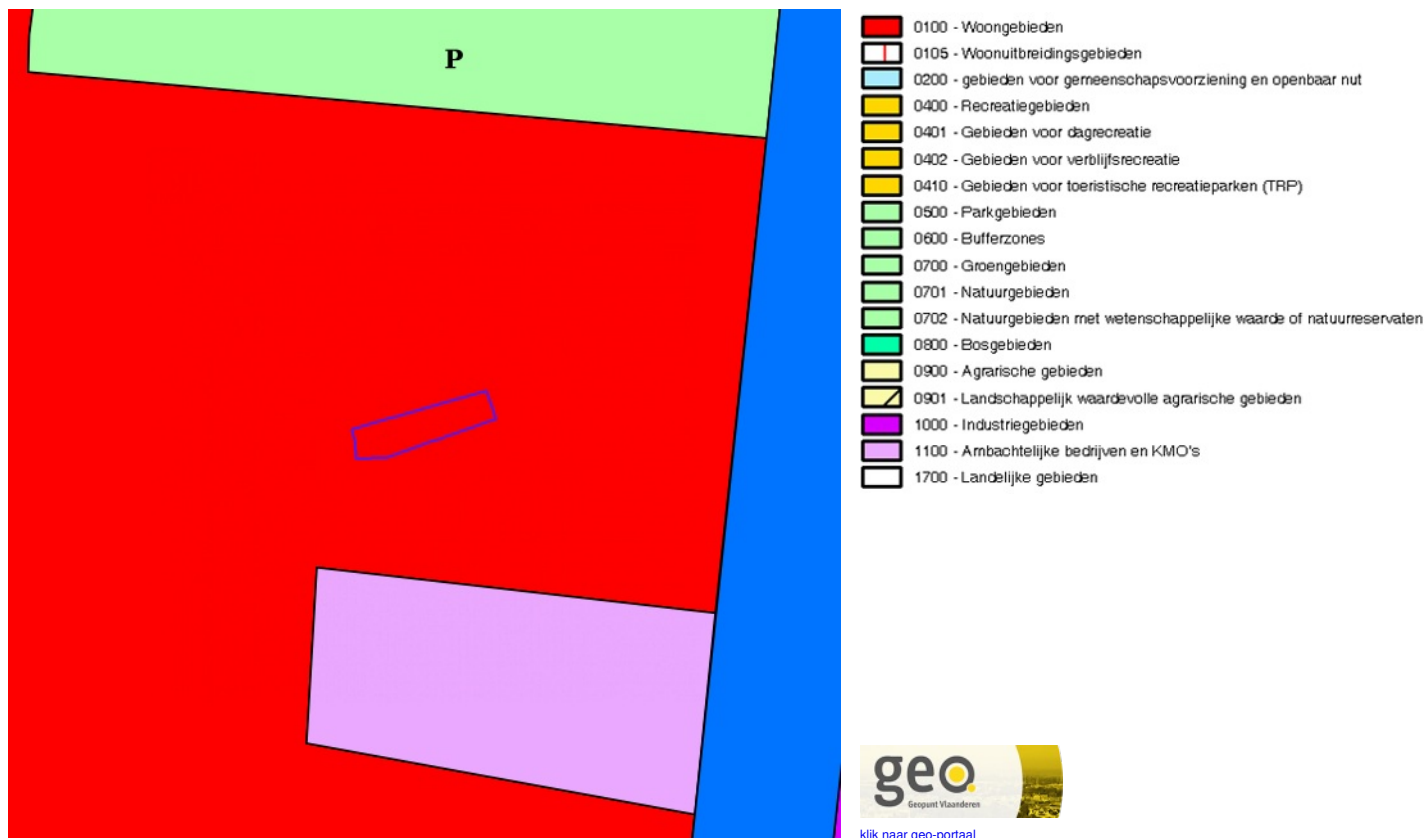 P
0100 - Woongebieden
0105 - Woonuitbreidingsgebieden
0200 - gebieden voor gemeenschapsvoorziening en openbaar nut
0400 - Recreatiegebieden
0401 - Gebieden voor dagrecreatie
0402 - Gebieden voor verblijfsrecreatie
0410 - Gebieden voor toeristische recreatieparken (TRP)
0500 - Parkgebieden
0600 - Bufferzones
0700 - Groengebieden
0701 - Natuurgebieden
0702 - Natuurgebieden met wetenschappelijke waarde of natuurreservaten
0800 - Bosgebieden
0900 - Agrarische gebieden
0901 - Landschappelijk waardevolle agrarische gebieden
1000 - Industriegebieden
1100 - Ambachtelijke bedrijven en KMO's
1700 - Landelijke gebieden
geo
Geopunt Vlaanderen
klik naar geo-portaal